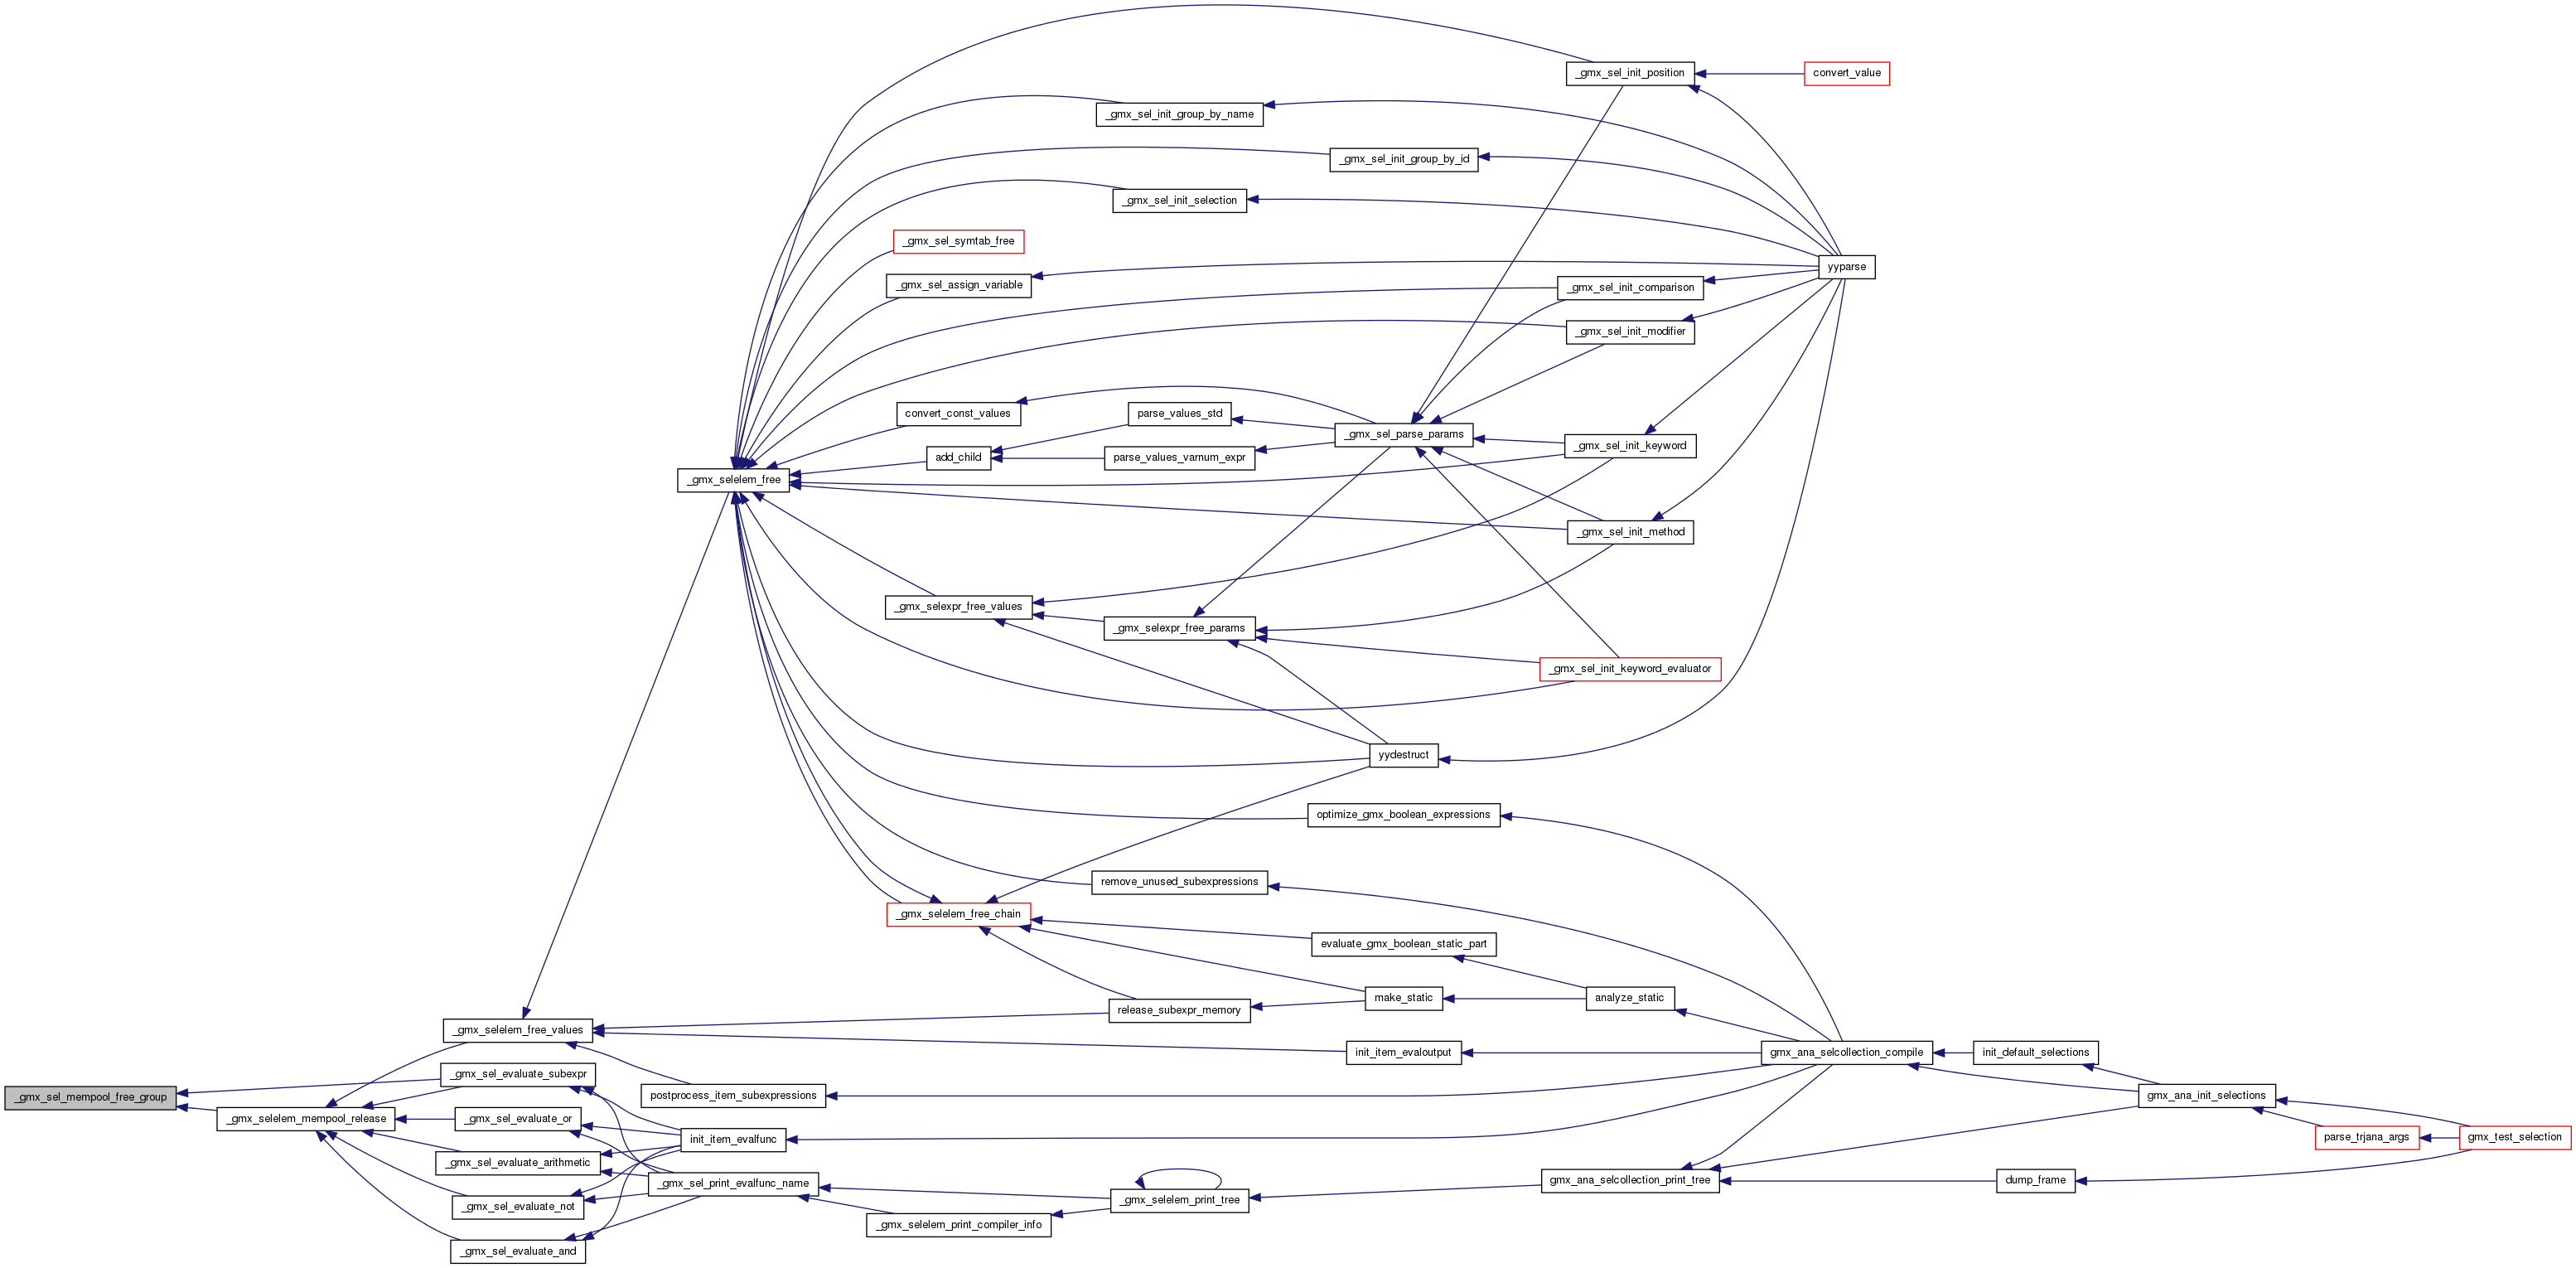 _gmx_sel_init_position
convert_value
_gmx_sel_init_group_by_name
_gmx_sel_init_group_by_id
_gmx_sel_init_selection
_gmx_sel_symtab_free
yyparse
_gmx_sel_assign_variable
_gmx_sel_init_comparison
_gmx_sel_init_modifier
convert_const_values
parse_values_std
_gmx_sel_parse_params
_gmx_sel_init_keyword
add_child
parse_values_varnum_expr
_gmx_selelem_free
_gmx_sel_init_method
_gmx_selexpr_free_values
_gmx_selexpr_free_params
_gmx_sel_init_keyword_evaluator
yydestruct
optimize_gmx_boolean_expressions
remove_unused_subexpressions
_gmx_selelem_free_chain
evaluate_gmx_boolean_static_part
make_static
analyze_static
release_subexpr_memory
_gmx_selelem_free_values
init_item_evaloutput
gmx_ana_selcollection_compile
init_default_selections
_gmx_sel_evaluate_subexpr
_gmx_sel_mempool_free_group
postprocess_item_subexpressions
gmx_ana_init_selections
_gmx_selelem_mempool_release
_gmx_sel_evaluate_or
init_item_evalfunc
parse_trjana_args
gmx_test_selection
_gmx_sel_evaluate_arithmetic
_gmx_sel_print_evalfunc_name
gmx_ana_selcollection_print_tree
dump_frame
_gmx_sel_evaluate_not
_gmx_selelem_print_tree
_gmx_selelem_print_compiler_info
_gmx_sel_evaluate_and